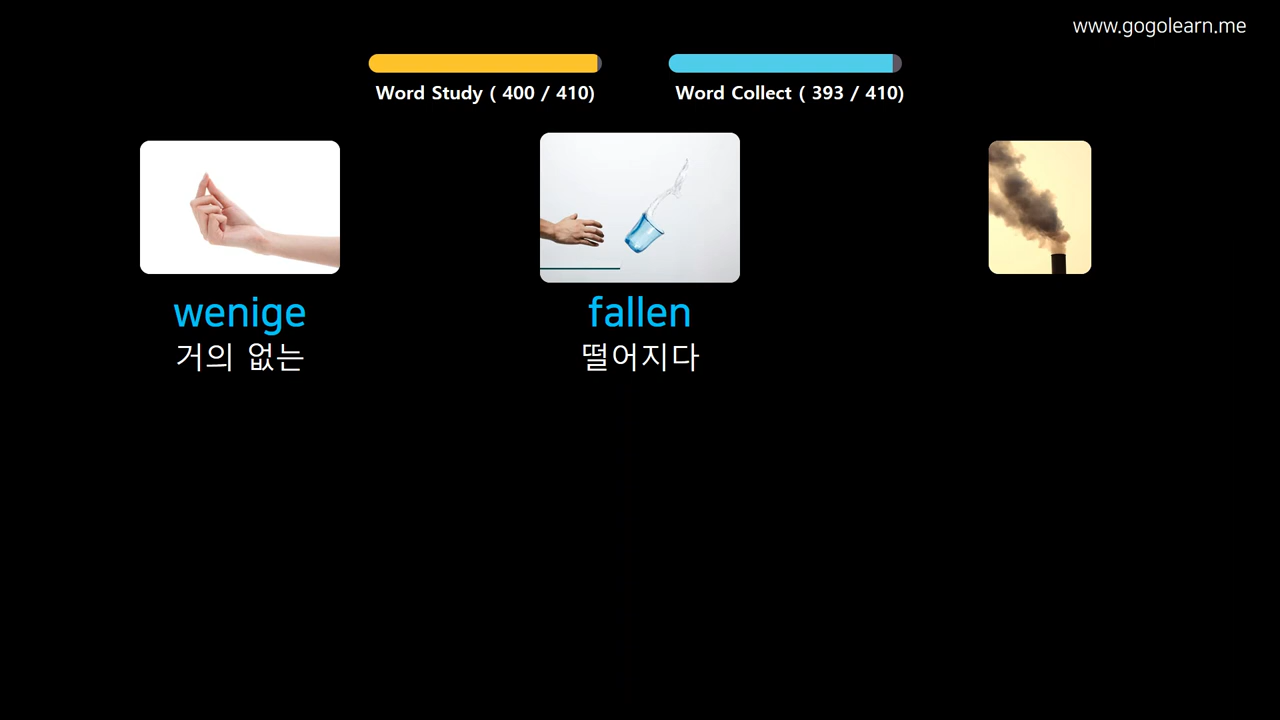 www.gogolearn.me
Word Study ( 400 / 410)
Word Collect ( 393 / 410)
wenige
거의 없는
fallen
떨어지다